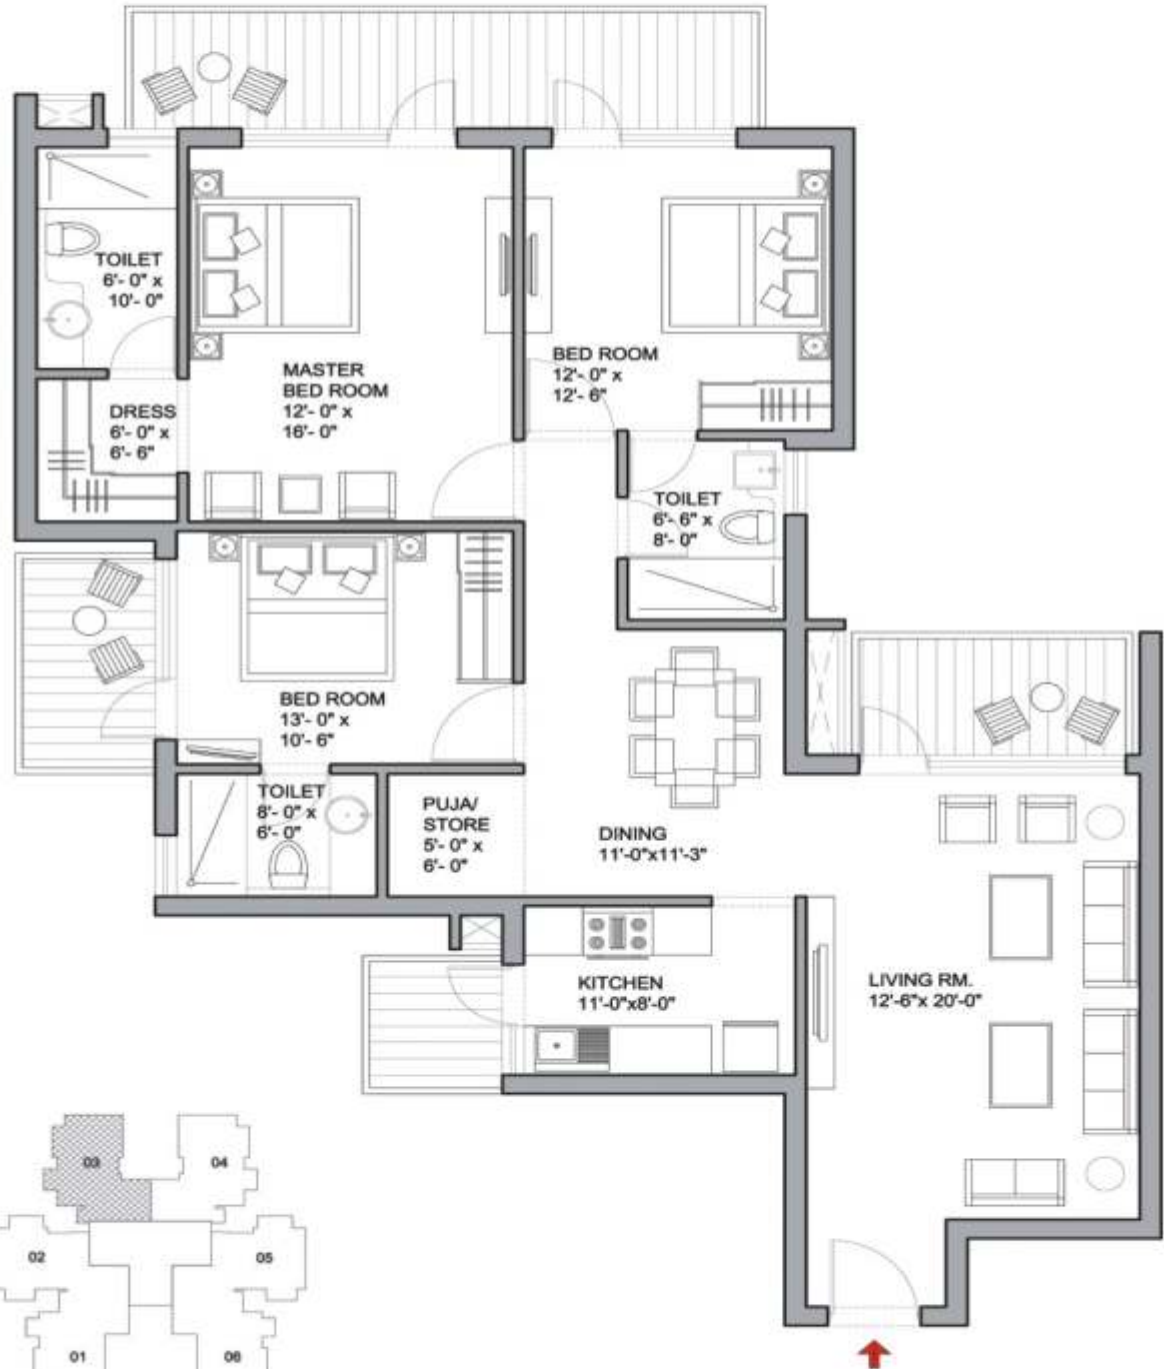 TOILET
6'- 0" x
10'- 0"
MASTER
BED ROOM
12'- 0" x
16'- 0"
BED ROOM
12'- 0" x
12'- 6"
DRESS
6'- 0" x
6'- 6"
TOILET
6'- 6" x
8'- 0"
BED ROOM
13'- 0" x
10'- 6"
TOILET
8'- 0" x
6'- 0"
PUJA/
STORE
5'- 0" x
6'- 0"
DINING
11'-0"x11'-3"
KITCHEN
11'-0"x8'-0"
LIVING RM.
12'-6"x 20'-0"
03
04
02
05
01
06